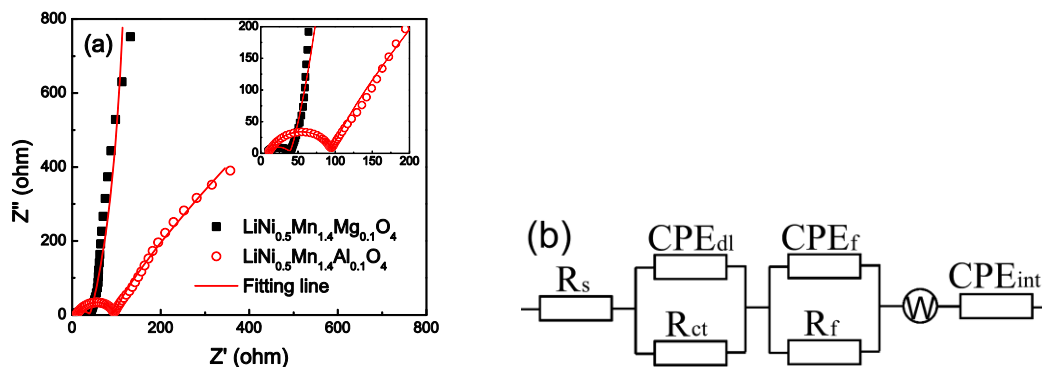 (a)
800
600
400
200
0
Z'' (ohm)
0 200 400 600 800
Z' (ohm)
200
150
100
50
0
0 50 100 150 200
LiNi0.5Mn1.4Mg0.1O4
LiNi0.5Mn1.4Al0.1O4
Fitting line
(b)
Rs
CPEdl
Rct
CPEf
Rf
W
CPEint